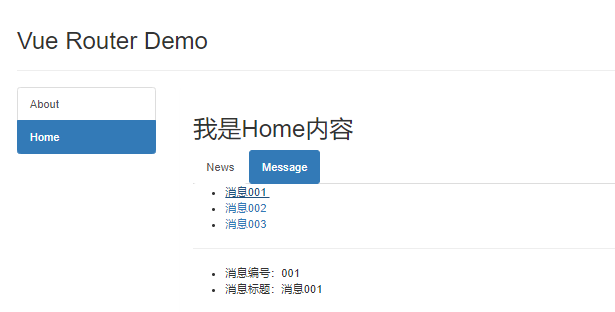 Vue Router Demo
About
Home
我是Home内容
News Message
消息001
消息002
消息003
消息编号：001
消息标题：消息001